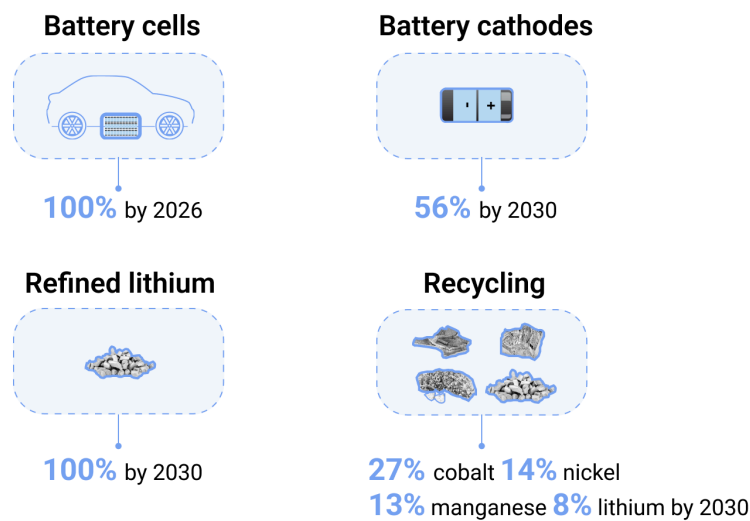 Battery cells
100% by 2026
Battery cathodes
- +
56% by 2030
Refined lithium
100% by 2030
Recycling
27% cobalt 14% nickel
13% manganese 8% lithium by 2030